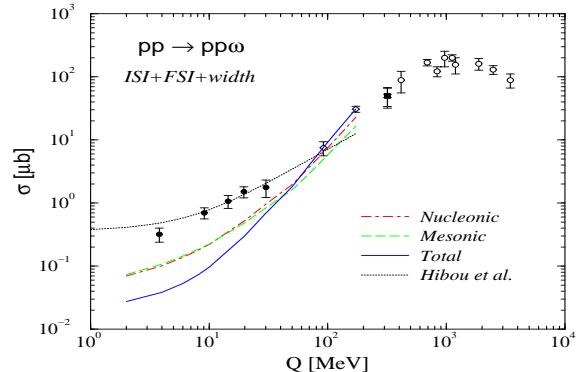 10³
pp → ppω
ISI+FSI+width
10²
10¹
σ [μb]
10⁰
Nucleonic
Mesonic
10⁻¹
Total
Hibou et al.
10⁻²
10⁰ 10¹ 10² 10³ 10⁴
Q [MeV]